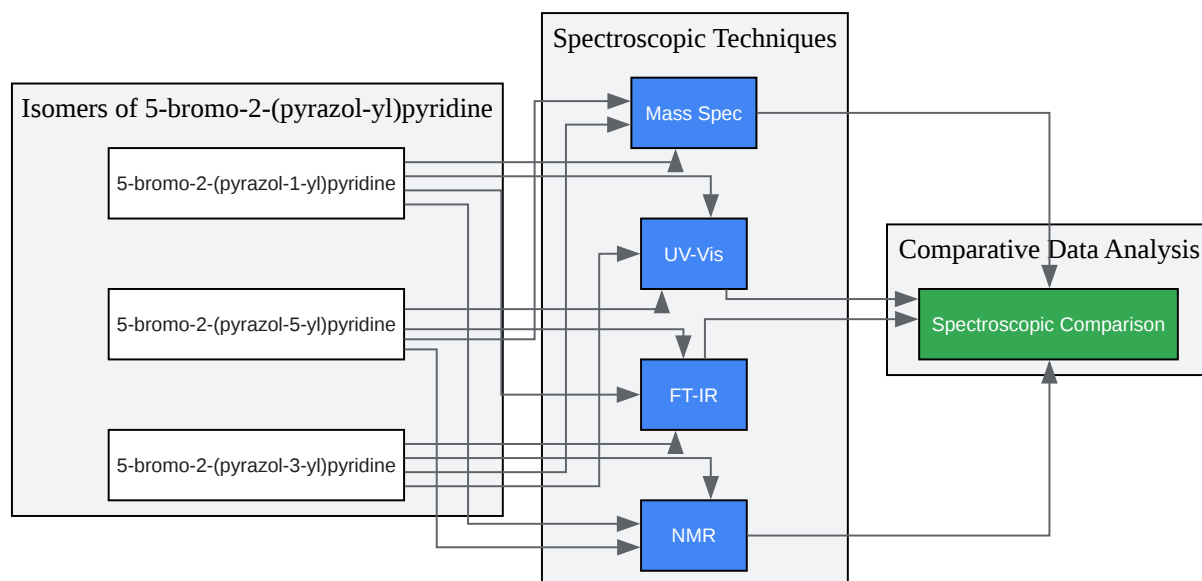 Isomers of 5-bromo-2-(pyrazol-yl)pyridine
5-bromo-2-(pyrazol-1-yl)pyridine
5-bromo-2-(pyrazol-5-yl)pyridine
5-bromo-2-(pyrazol-3-yl)pyridine
Spectroscopic Techniques
Mass Spec
UV-Vis
FT-IR
NMR
Comparative Data Analysis
Spectroscopic Comparison